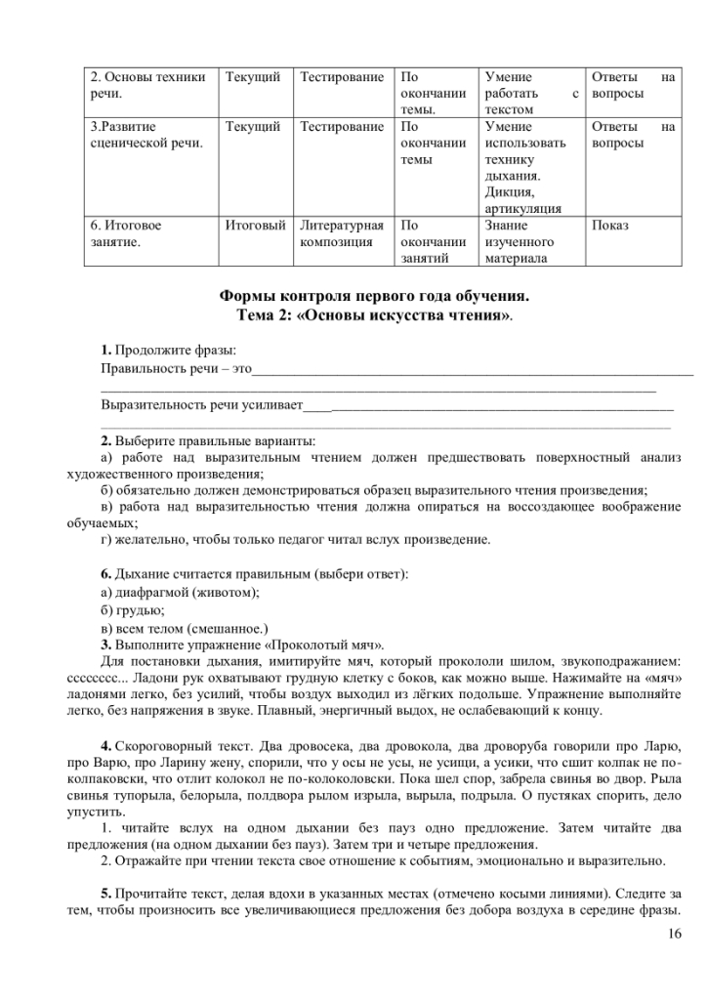 2. Основы техники речи. Текущий Тестирование По окончании темы. Умение работать с текстом Ответы на вопросы
3.Развитие сценической речи. Текущий Тестирование По окончании темы Умение использовать технику дыхания. Дикция, артикуляция Ответы на вопросы
6. Итоговое занятие. Итоговый Литературная композиция По окончании занятий Знание изученного материала Показ
Формы контроля первого года обучения.
Тема 2: «Основы искусства чтения».
1. Продолжите фразы:
Правильность речи – это____________________________________________
____________________________________________
Выразительность речи усиливает____________________________________________
____________________________________________
2. Выберите правильные варианты:
а) работе над выразительным чтением должен предшествовать поверхностный анализ
художественного произведения;
б) обязательно должен демонстрироваться образец выразительного чтения произведения;
в) работа над выразительностью чтения должна опираться на воссоздающее воображение
обучаемых;
г) желательно, чтобы только педагог читал вслух произведение.
6. Дыхание считается правильным (выбери ответ):
а) диафрагмой (животом);
б) грудью;
в) всем телом (смешанное.)
3. Выполните упражнение «Проколотый мяч».
Для постановки дыхания, имитируйте мяч, который прокололи шилом, звукоподражанием:
сссссссс... Ладони рук охватывают грудную клетку с боков, как можно выше. Нажимайте на «мяч»
ладонями легко, без усилий, чтобы воздух выходил из лёгких подольше. Упражнение выполняйте
легко, без напряжения в звуке. Плавный, энергичный выдох, не ослабевающий к концу.
4. Скороговорный текст. Два дровосека, два дровокола, два дроворуба говорили про Ларю,
про Варю, про Ларину жену, спорили, что у осы не усы, не усищи, а усики, что сшит колпак не по-
колпаковски, что отлит колокол не по-колоколовски. Пока шел спор, забрела свинья во двор. Рыла
свинья тупорыла, белорыла, полдвора рылом изрыла, вырыла, подрыла. О пустяках спорить, дело
упустить.
1. читайте вслух на одном дыхании без пауз одно предложение. Затем читайте два
предложения (на одном дыхании без пауз). Затем три и четыре предложения.
2. Отражайте при чтении текста свое отношение к событиям, эмоционально и выразительно.
5. Прочитайте текст, делая вдохи в указанных местах (отмечено косыми линиями). Следите за
тем, чтобы произносить все увеличивающиеся предложения без добора воздуха в середине фразы.
16